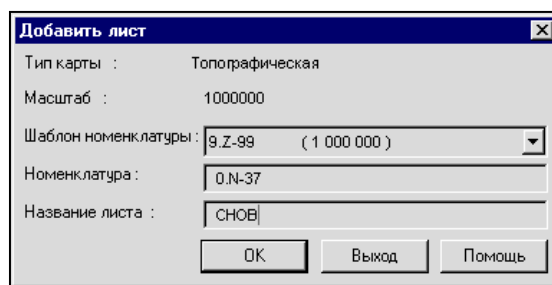 Добавить лист
Тип карты : Топографическая
Масштаб : 1000000
Шаблон номенклатуры : 9.Z-99 ( 1 000 000 )
Номенклатура : 0.N-37
Название листа : СНОВ
OK Выход Помощь